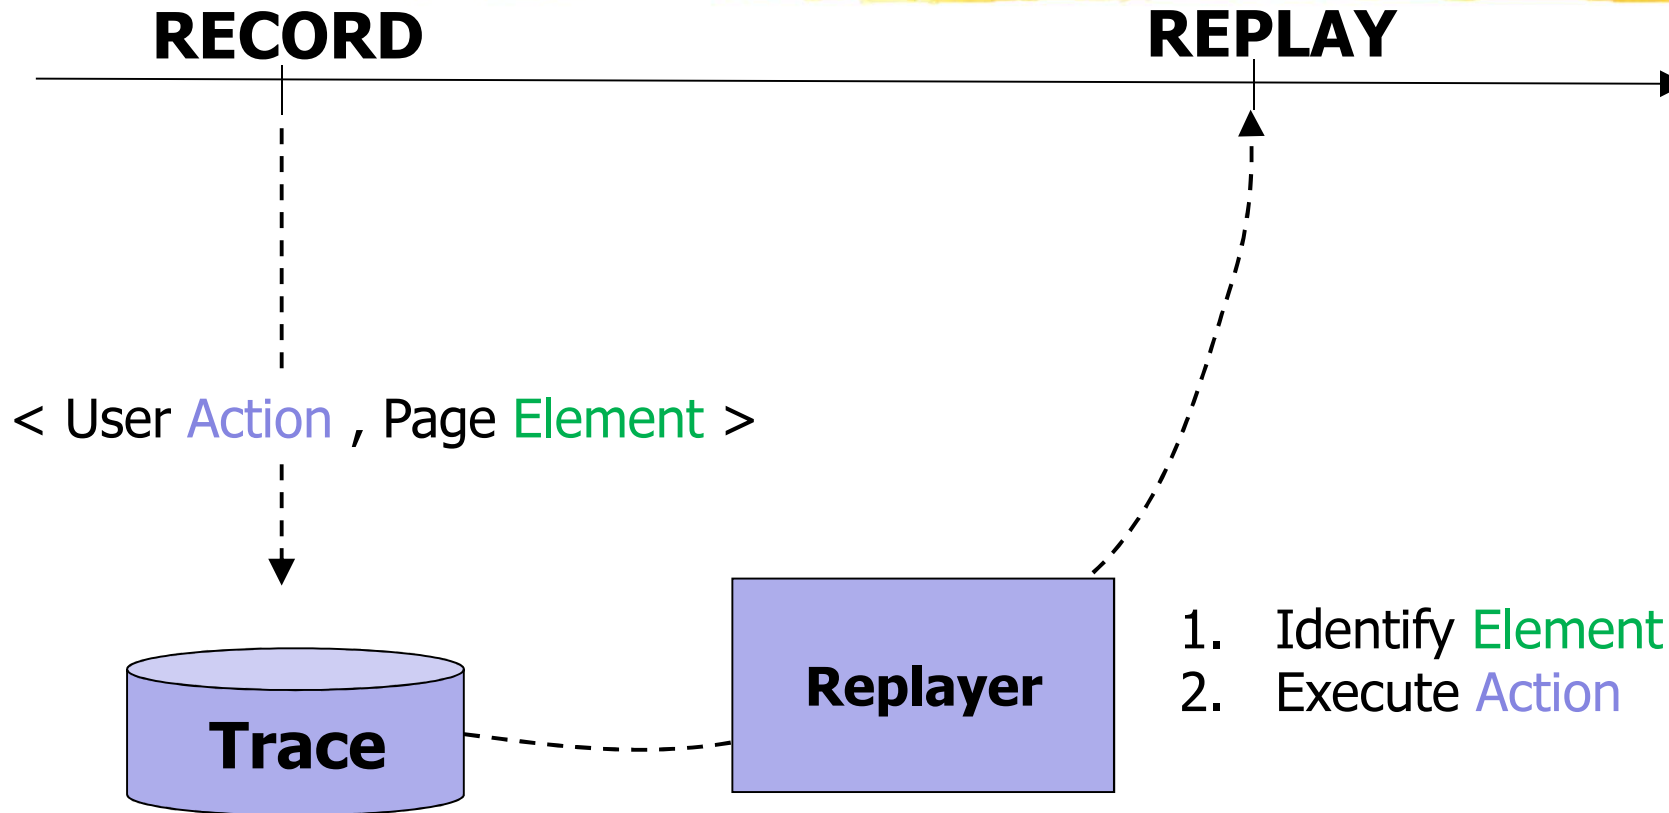 RECORD
REPLAY
< User Action , Page Element >
1. Identify Element
2. Execute Action
Replayer
Trace